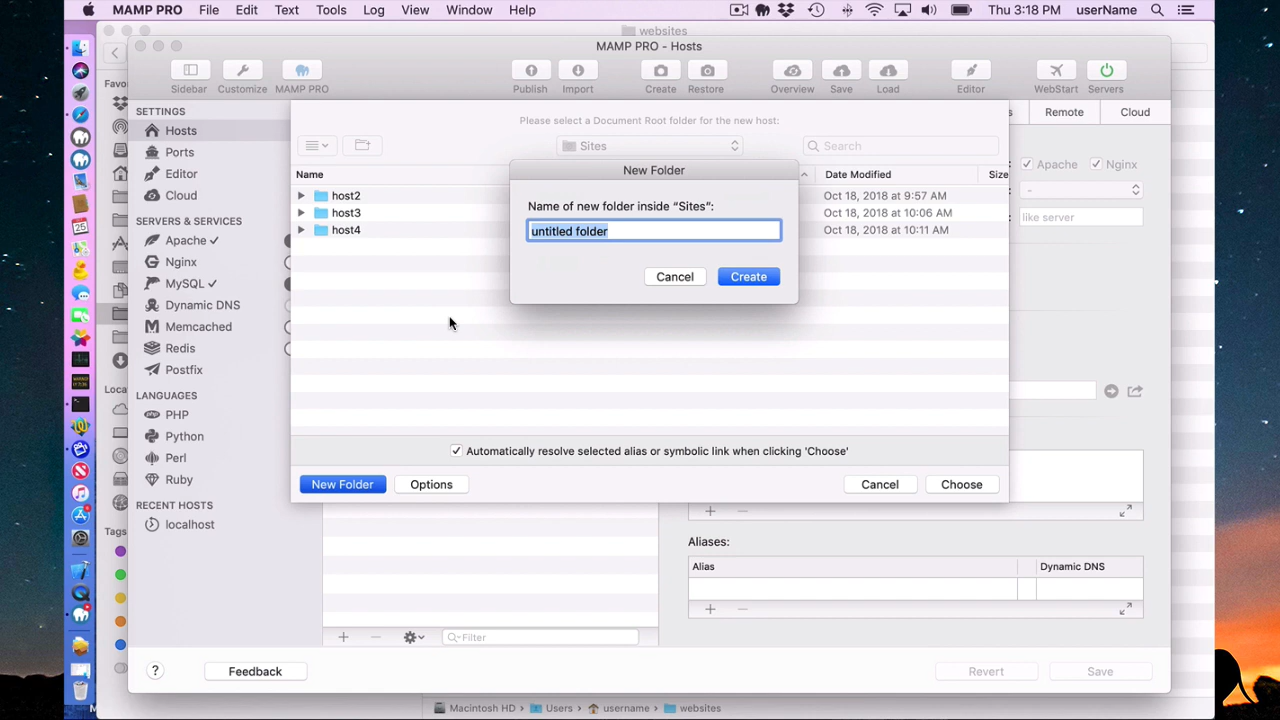 MAMP PRO File Edit Text Tools Log View Window Help Thu 3:18 PM userName
websites
MAMP PRO - Hosts
Sidebar Customize MAMP PRO Publish Import Create Restore Overview Save Load Editor WebStart Servers
Favo
SETTINGS
Hosts
Ports
Editor
Cloud
SERVERS & SERVICES
Apache ✓
Nginx
MySQL ✓
Dynamic DNS
Memcached
Redis
Postfix
LANGUAGES
PHP
Python
Perl
Ruby
RECENT HOSTS
localhost
Loca
Tags
Please select a Document Root folder for the new host:
Sites
Search
Name Date Modified Size
host2 Oct 18, 2018 at 9:57 AM
host3 Oct 18, 2018 at 10:06 AM
host4 Oct 18, 2018 at 10:11 AM
New Folder
Name of new folder inside “Sites”:
untitled folder
Cancel Create
Automatically resolve selected alias or symbolic link when clicking 'Choose'
New Folder Options Cancel Choose
s Remote Cloud
Apache Nginx
-
like server
Aliases:
Alias Dynamic DNS
Filter
? Feedback Revert Save
Macintosh HD › Users › username › websites